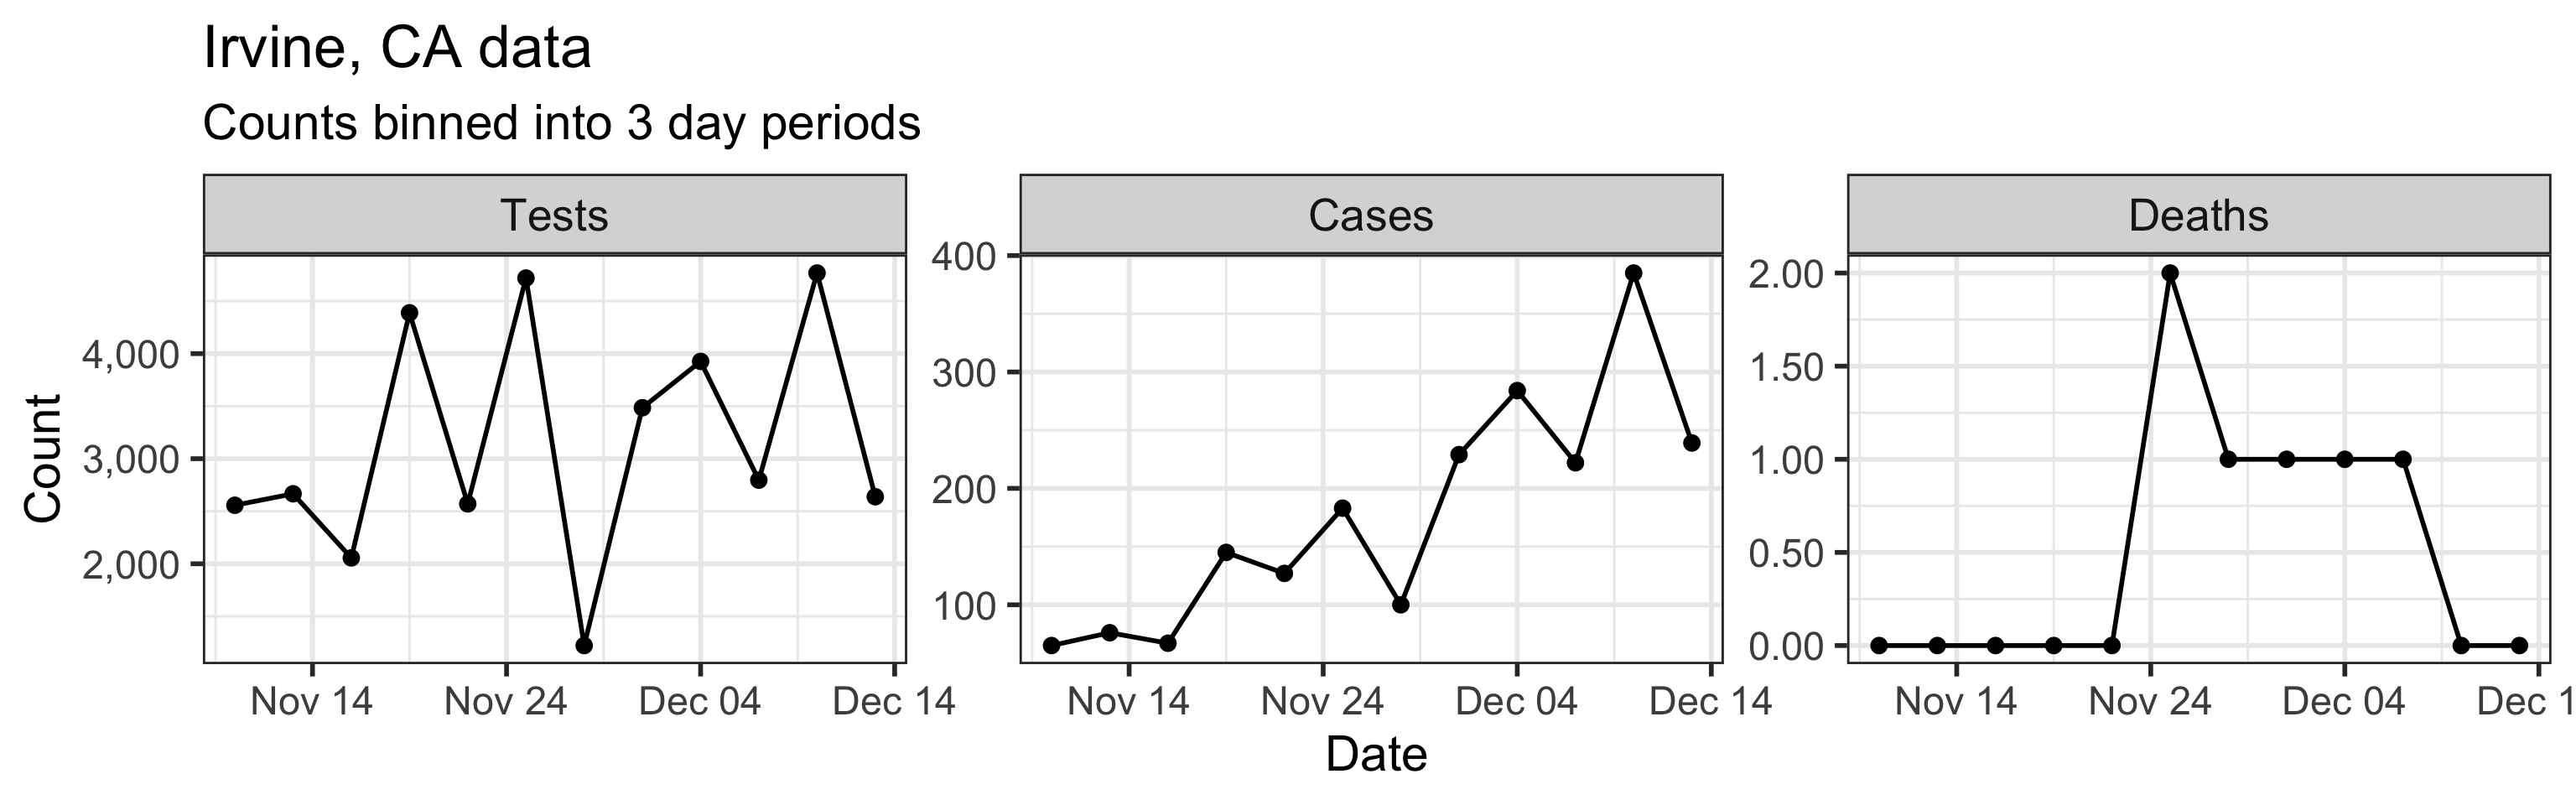 Irvine, CA data
Counts binned into 3 day periods
Tests
Cases
Deaths
Count
4,000
3,000
2,000
400
300
200
100
2.00
1.50
1.00
0.50
0.00
Nov 14 Nov 24 Dec 04 Dec 14
Nov 14 Nov 24 Dec 04 Dec 14
Nov 14 Nov 24 Dec 04 Dec 1
Date